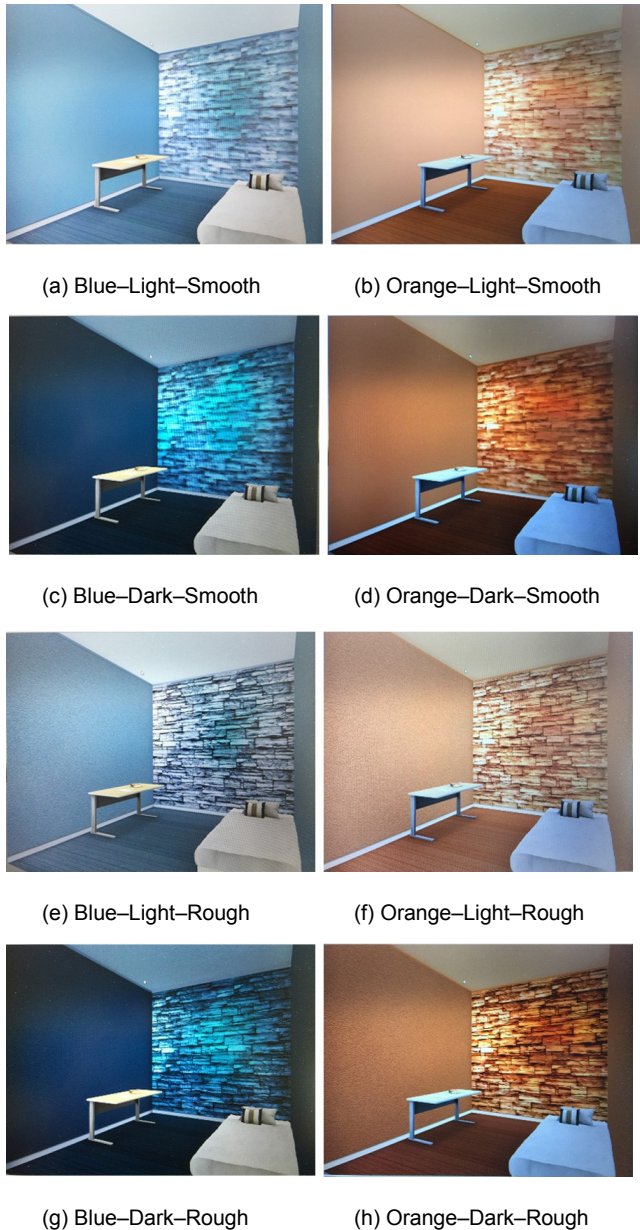 (a) Blue–Light–Smooth
(b) Orange–Light–Smooth
(c) Blue–Dark–Smooth
(d) Orange–Dark–Smooth
(e) Blue–Light–Rough
(f) Orange–Light–Rough
(g) Blue–Dark–Rough
(h) Orange–Dark–Rough